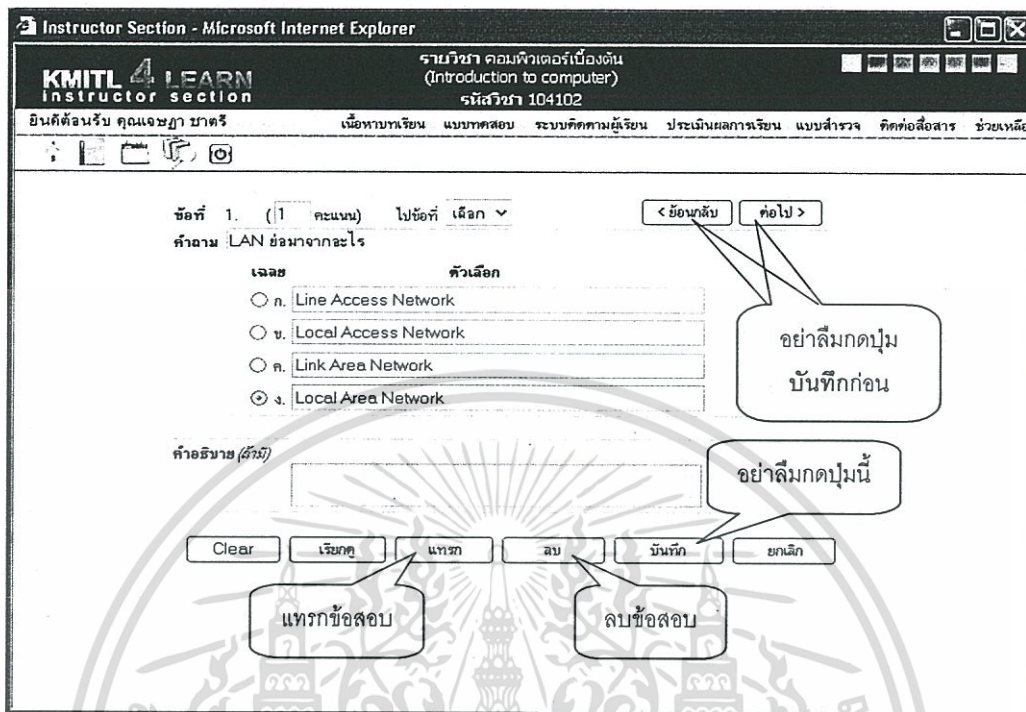 Instructor Section - Microsoft Internet Explorer
KMITL 4 LEARN
instructor section
รายวิชา คอมพิวเตอร์เบื้องต้น
(Introduction to computer)
รหัสวิชา 104102
ยินดีต้อนรับ คุณเจษฎา ชาตรี
เนื้อหาบทเรียน แบบทดสอบ ระบบติดตามผู้เรียน ประเมินผลการเรียน แบบสำรวจ ติดต่อสื่อสาร ช่วยเหลือ
ข้อที่ 1. (1 คะแนน) ไปข้อที่ เลือก
< ย้อนกลับ ต่อไป >
คำถาม LAN ย่อมาจากอะไร
เฉลย ตัวเลือก
ก. Line Access Network
ข. Local Access Network
ค. Link Area Network
ง. Local Area Network
อย่าลืมกดปุ่ม
บันทึกก่อน
คำอธิบาย (ถ้ามี)
อย่าลืมกดปุ่มนี้
Clear เรียกดู แทรก ลบ บันทึก ยกเลิก
แทรกข้อสอบ ลบข้อสอบ